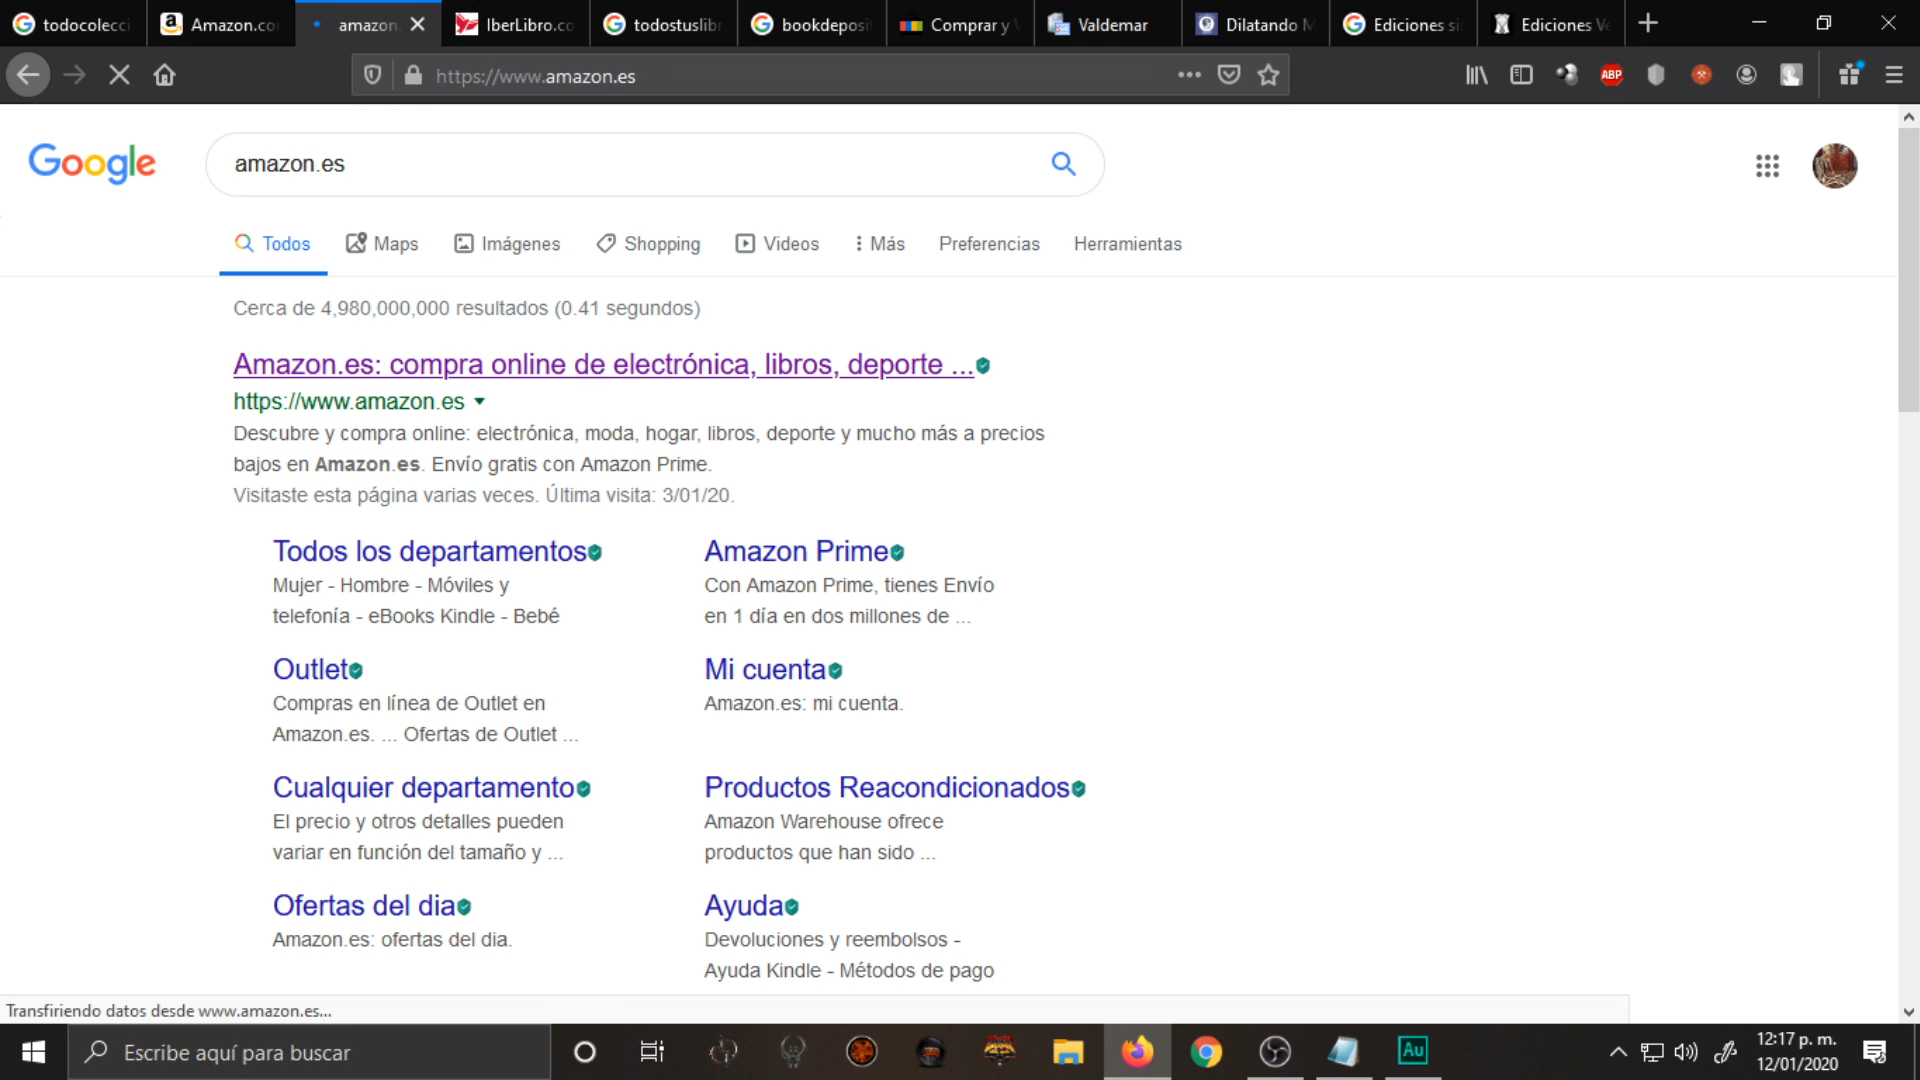 todocolecci
Amazon.co
amazon.
IberLibro.co
todostuslibr
bookdeposi
Comprar y
Valdemar
Dilatando M
Ediciones si
Ediciones Ve
https://www.amazon.es
ABP
Google
amazon.es
Todos
Maps
Imágenes
Shopping
Videos
Más
Preferencias
Herramientas
Cerca de 4,980,000,000 resultados (0.41 segundos)
Amazon.es: compra online de electrónica, libros, deporte ...
https://www.amazon.es
Descubre y compra online: electrónica, moda, hogar, libros, deporte y mucho más a precios
bajos en Amazon.es. Envío gratis con Amazon Prime.
Visitaste esta página varias veces. Última visita: 3/01/20.
Todos los departamentos
Mujer - Hombre - Móviles y
telefonía - eBooks Kindle - Bebé
Amazon Prime
Con Amazon Prime, tienes Envío
en 1 día en dos millones de ...
Outlet
Compras en línea de Outlet en
Amazon.es. ... Ofertas de Outlet ...
Mi cuenta
Amazon.es: mi cuenta.
Cualquier departamento
El precio y otros detalles pueden
variar en función del tamaño y ...
Productos Reacondicionados
Amazon Warehouse ofrece
productos que han sido ...
Ofertas del dia
Amazon.es: ofertas del dia.
Ayuda
Devoluciones y reembolsos -
Ayuda Kindle - Métodos de pago
Transfiriendo datos desde www.amazon.es...
Escribe aquí para buscar
Au
12:17 p. m.
12/01/2020